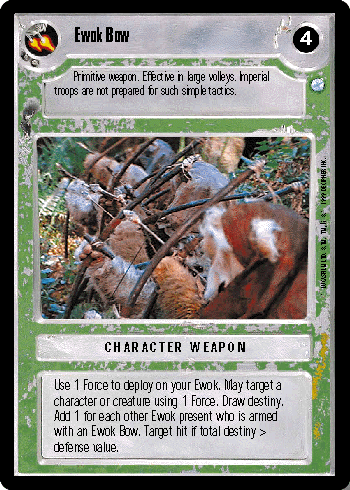 Ewok Bow
4
Primitive weapon. Effective in large volleys. Imperial
troops are not prepared for such simple tactics.
CHARACTER WEAPON
Use 1 Force to deploy on your Ewok. May target a
character or creature using 1 Force. Draw destiny.
Add 1 for each other Ewok present who is armed
with an Ewok Bow. Target hit if total destiny >
defense value.